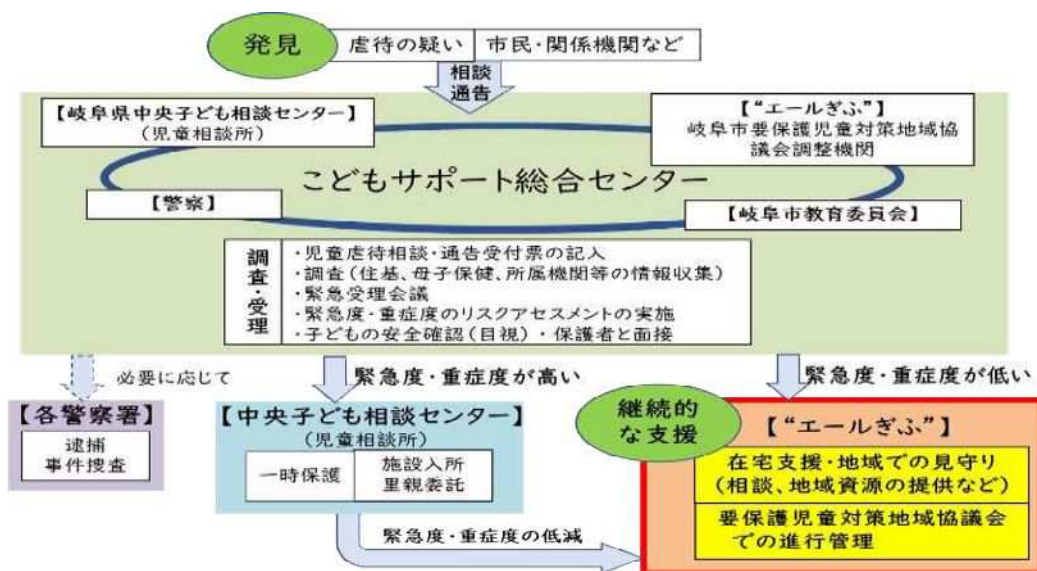 発見
虐待の疑い
市民・関係機関など
相談
通告
【岐阜県中央子ども相談センター】
(児童相談所)
【“エールぎふ”】
岐阜市要保護児童対策地域協
議会調整機関
こどもサポート総合センター
【警察】
【岐阜市教育委員会】
調査・受理
・児童虐待相談・通告受付票の記入
・調査(住基、母子保健、所属機関等の情報収集)
・緊急受理会議
・緊急度・重症度のリスクアセスメントの実施
・子どもの安全確認(目視)・保護者と面接
必要に応じて
緊急度・重症度が高い
緊急度・重症度が低い
【各警察署】
逮捕
事件捜査
【中央子ども相談センター】
(児童相談所)
一時保護
施設入所
里親委託
継続的
な支援
【“エールぎふ”】
在宅支援・地域での見守り
(相談、地域資源の提供など)
要保護児童対策地域協議会
での進行管理
緊急度・重症度の低減